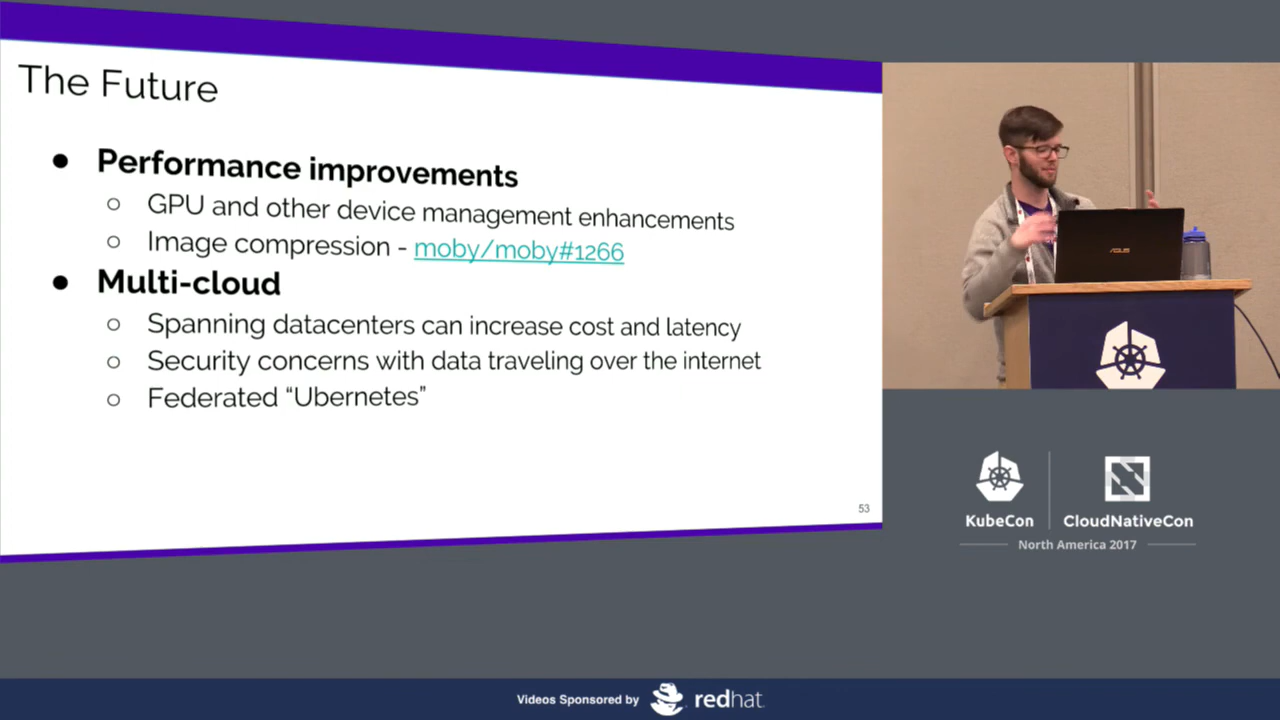 The Future
● Performance improvements
○ GPU and other device management enhancements
○ Image compression - moby/moby#1266
● Multi-cloud
○ Spanning datacenters can increase cost and latency
○ Security concerns with data traveling over the internet
○ Federated “Ubernetes”
53
ASUS
KubeCon
CloudNativeCon
North America 2017
Videos Sponsored by redhat.